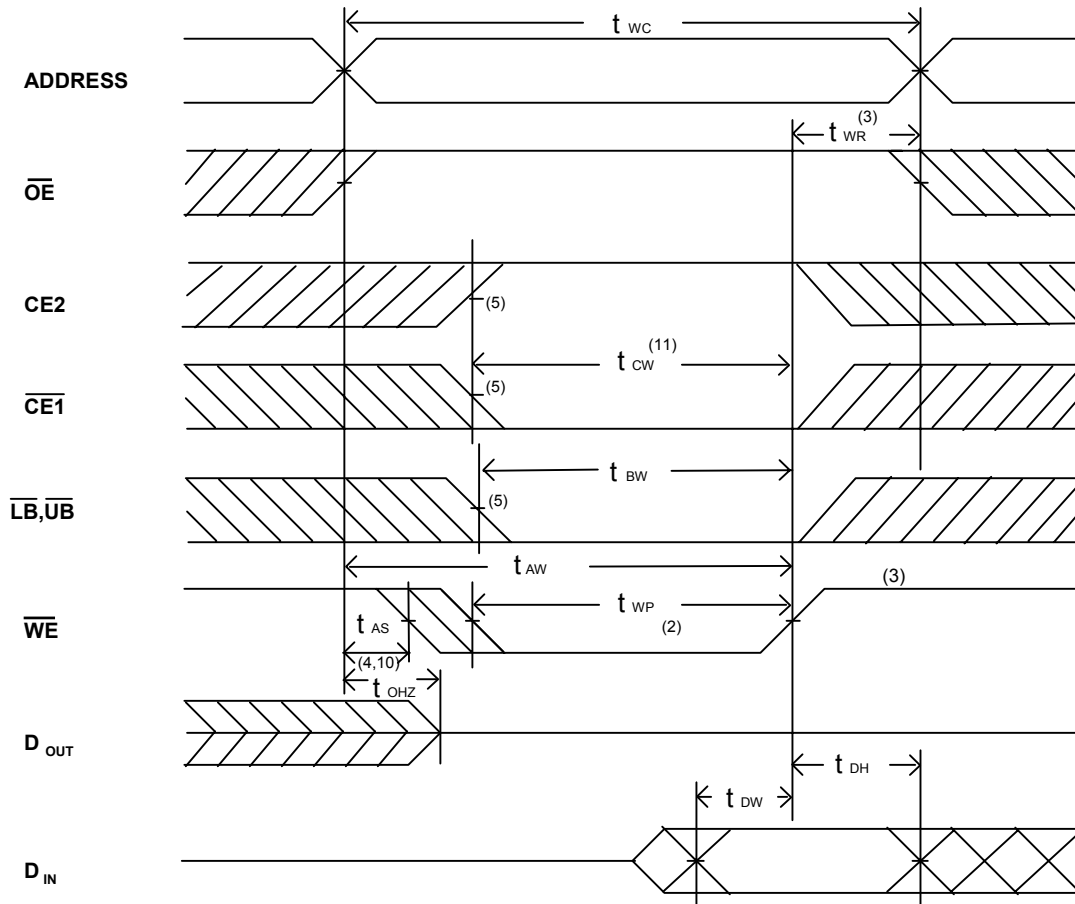 t WC
ADDRESS
t WR (3)
OE
CE2
(5)
t CW (11)
CE1
(5)
t BW
LB,UB
(5)
t AW
(3)
t WP
(2)
WE
t AS
(4,10)
t OHZ
D OUT
t DH
t DW
D IN